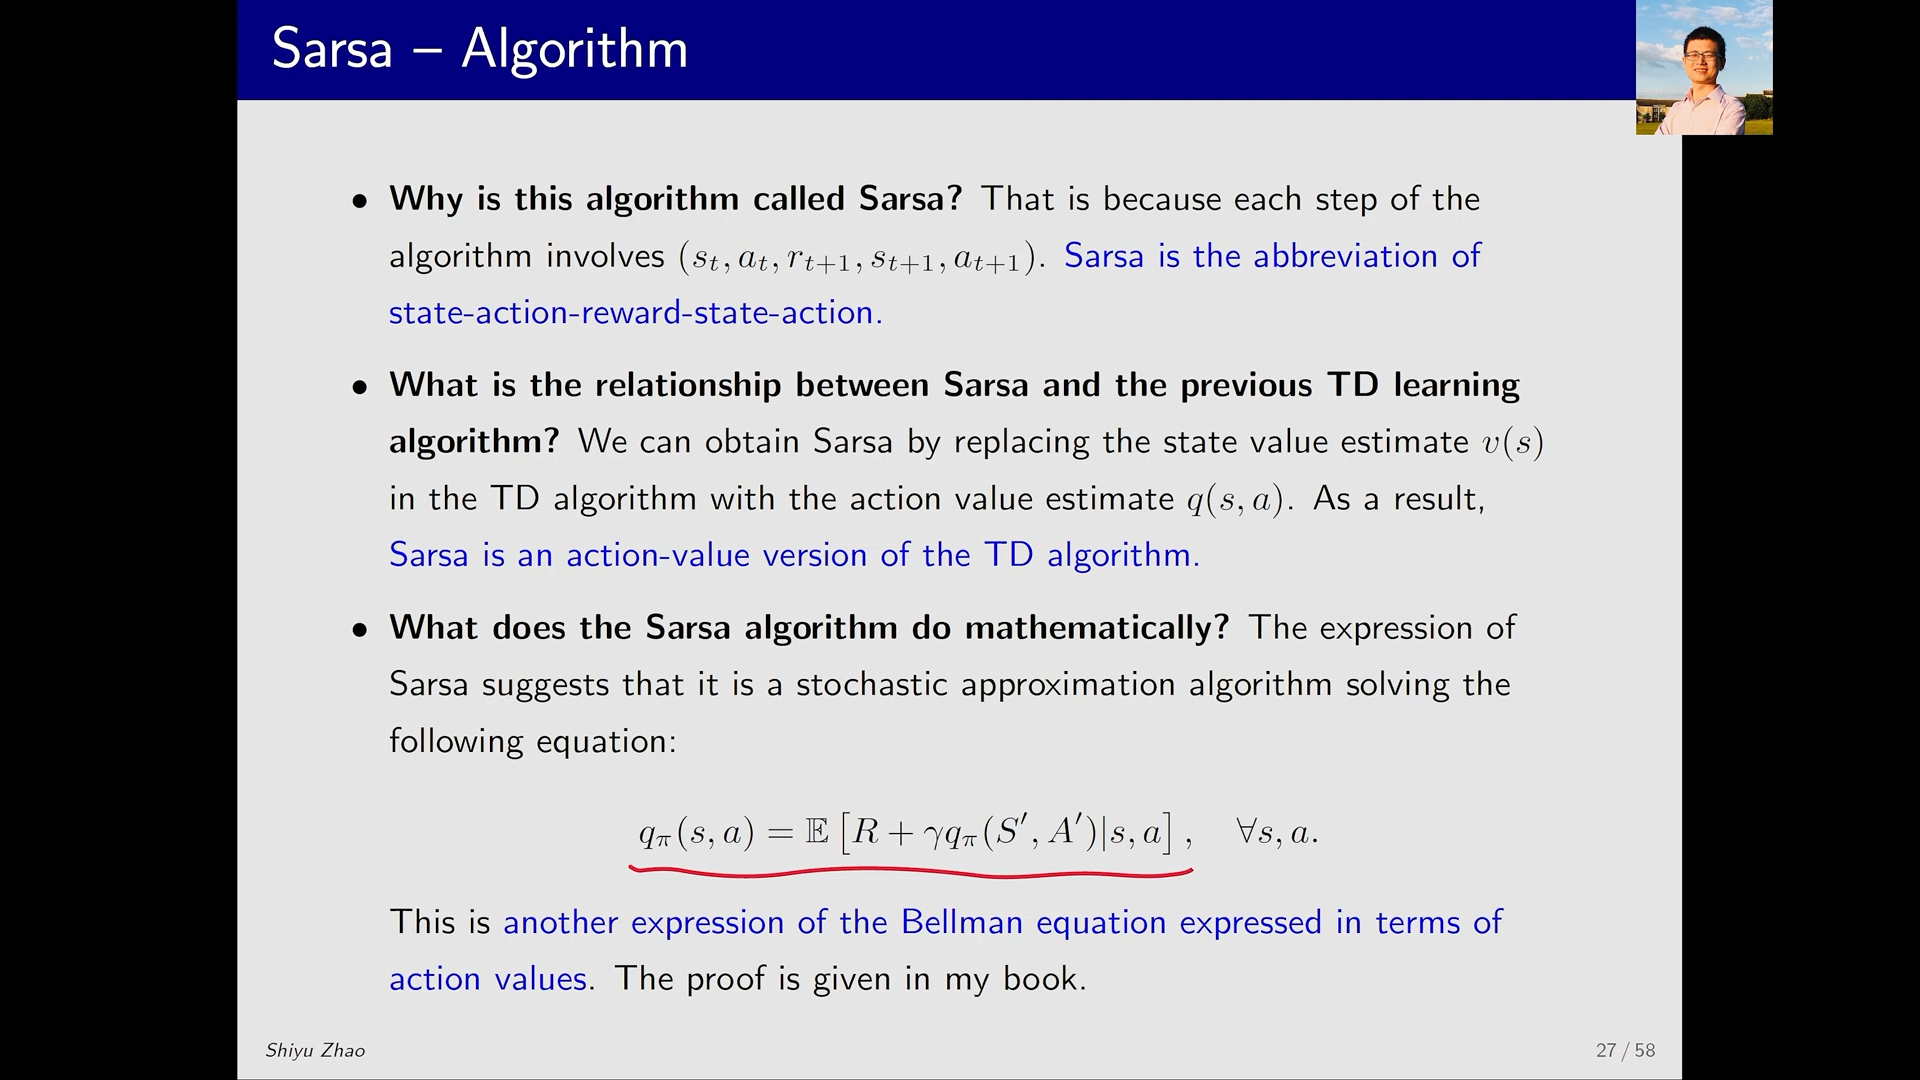 Sarsa – Algorithm
• Why is this algorithm called Sarsa? That is because each step of the
algorithm involves (s_t, a_t, r_{t+1}, s_{t+1}, a_{t+1}). Sarsa is the abbreviation of
state-action-reward-state-action.
• What is the relationship between Sarsa and the previous TD learning
algorithm? We can obtain Sarsa by replacing the state value estimate v(s)
in the TD algorithm with the action value estimate q(s, a). As a result,
Sarsa is an action-value version of the TD algorithm.
• What does the Sarsa algorithm do mathematically? The expression of
Sarsa suggests that it is a stochastic approximation algorithm solving the
following equation:
q_π(s, a) = 𝔼 [R + γq_π(S′, A′)|s, a] , ∀s, a.
This is another expression of the Bellman equation expressed in terms of
action values. The proof is given in my book.
Shiyu Zhao
27 / 58